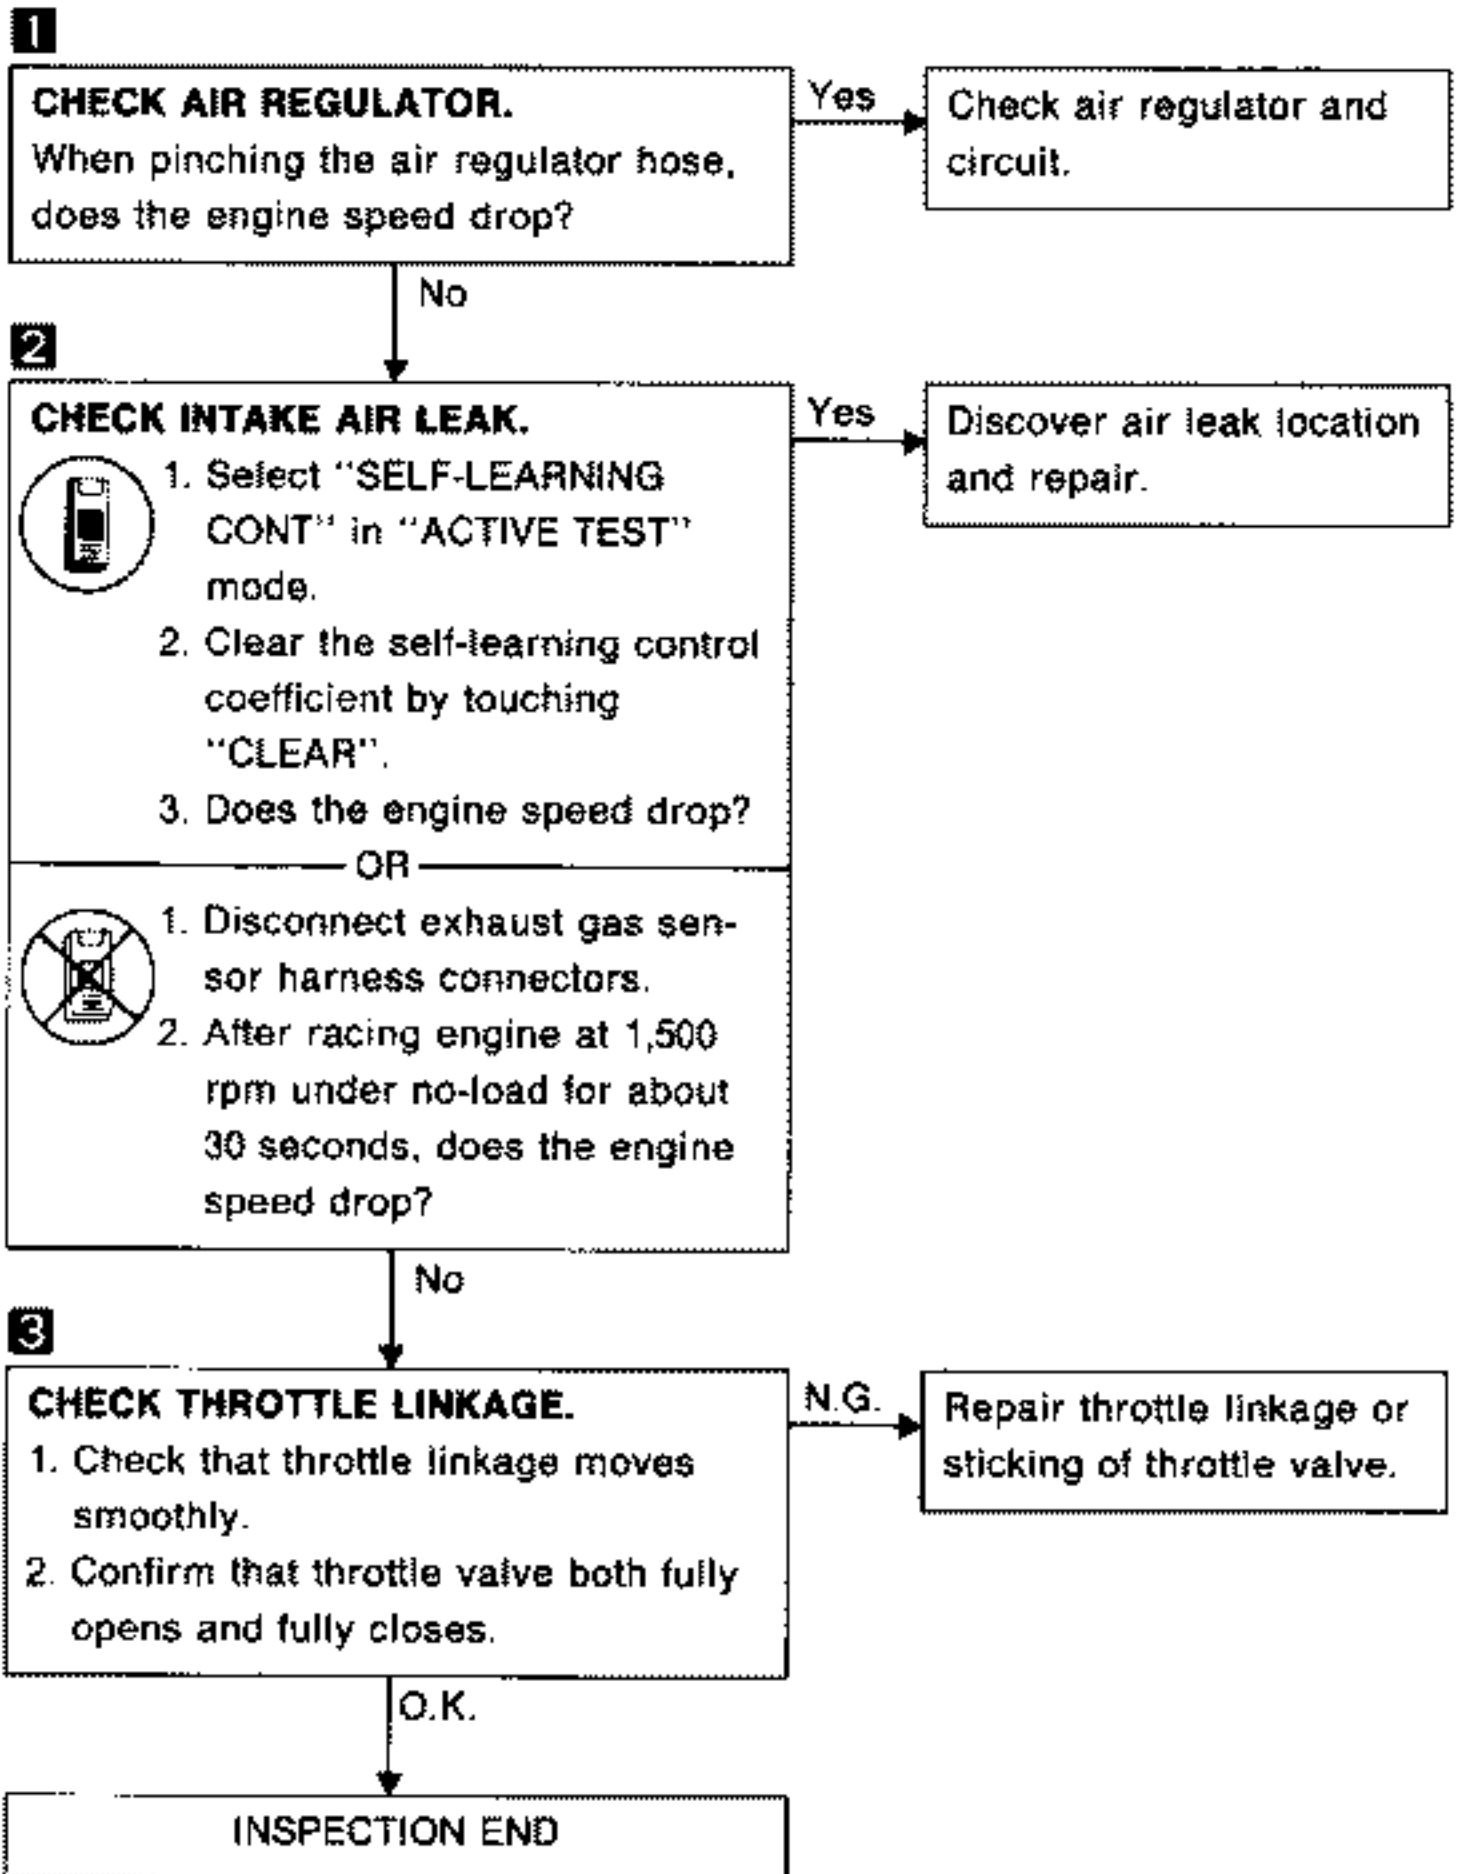 1
CHECK AIR REGULATOR.
When pinching the air regulator hose,
does the engine speed drop?
Yes
Check air regulator and
circuit.
No
2
CHECK INTAKE AIR LEAK.
1. Select "SELF-LEARNING
CONT" in "ACTIVE TEST"
mode.
2. Clear the self-learning control
coefficient by touching
"CLEAR".
3. Does the engine speed drop?
OR
1. Disconnect exhaust gas sen-
sor harness connectors.
2. After racing engine at 1,500
rpm under no-load for about
30 seconds, does the engine
speed drop?
Yes
Discover air leak location
and repair.
No
3
CHECK THROTTLE LINKAGE.
1. Check that throttle linkage moves
smoothly.
2. Confirm that throttle valve both fully
opens and fully closes.
N.G.
Repair throttle linkage or
sticking of throttle valve.
O.K.
INSPECTION END